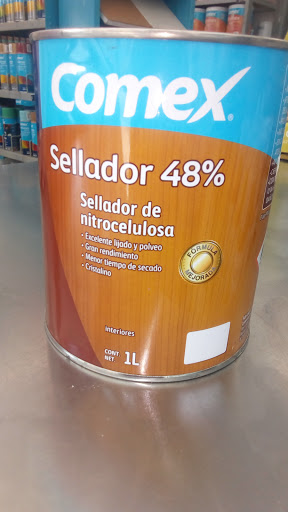 Comex®
Sellador 48%
Sellador de
nitrocelulosa
• Excelente lijado y polveo
• Gran rendimiento
• Menor tiempo de secado
• Cristalino
FÓRMULA
MEJORADA
interiores
CONT.
NET. 1L